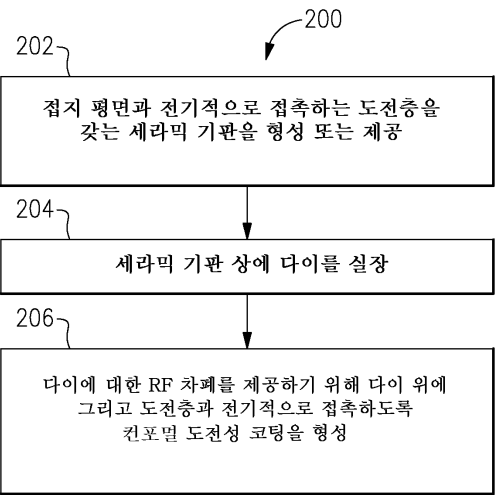 200
202
접지 평면과 전기적으로 접촉하는 도전층을
갖는 세라믹 기판을 형성 또는 제공
204
세라믹 기판 상에 다이를 실장
206
다이에 대한 RF 차폐를 제공하기 위해 다이 위에
그리고 도전층과 전기적으로 접촉하도록
컨포멀 도전성 코팅을 형성